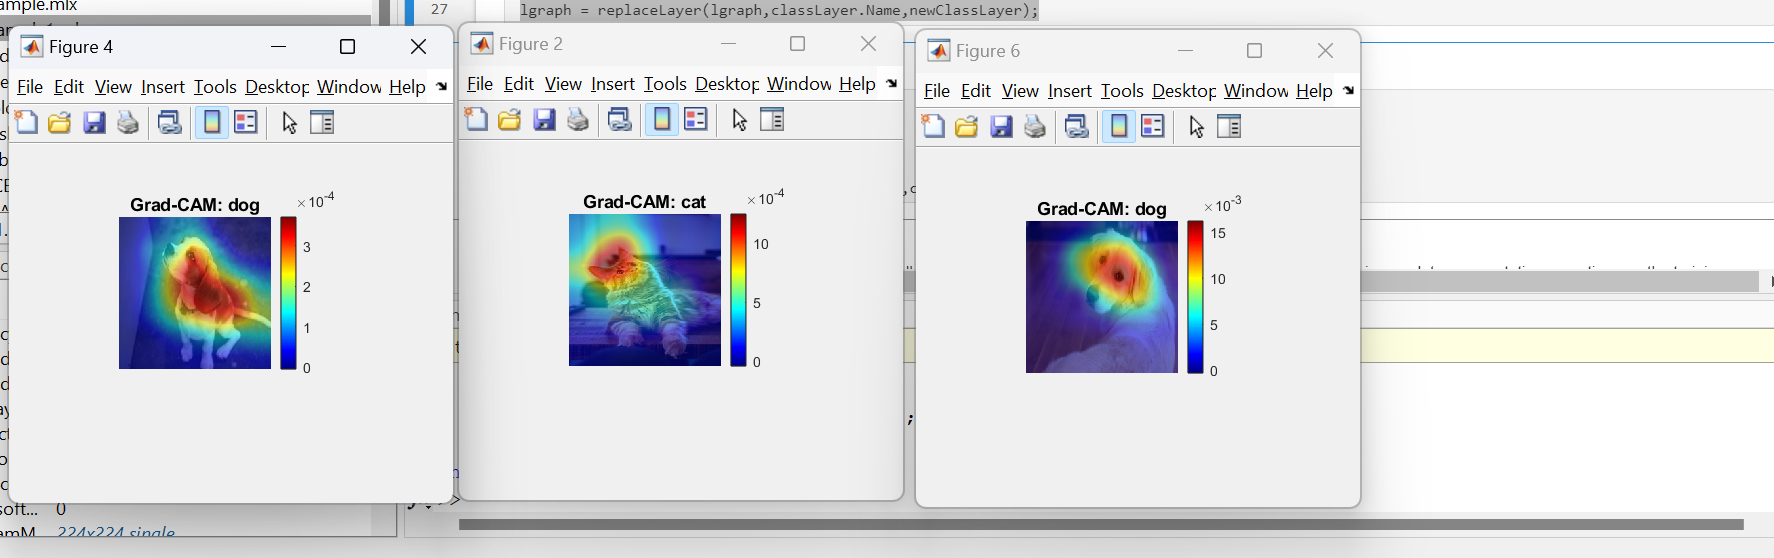 ample.mlx
27
lgraph = replaceLayer(lgraph,classLayer.Name,newClassLayer);
Figure 4
File Edit View Insert Tools Desktop Window Help
Grad-CAM: dog
×10-4
3
2
1
0
Figure 2
File Edit View Insert Tools Desktop Window Help
Grad-CAM: cat
×10-4
10
5
0
Figure 6
File Edit View Insert Tools Desktop Window Help
Grad-CAM: dog
×10-3
15
10
5
0
;
soft... 0
amM... 224x224 single
>>